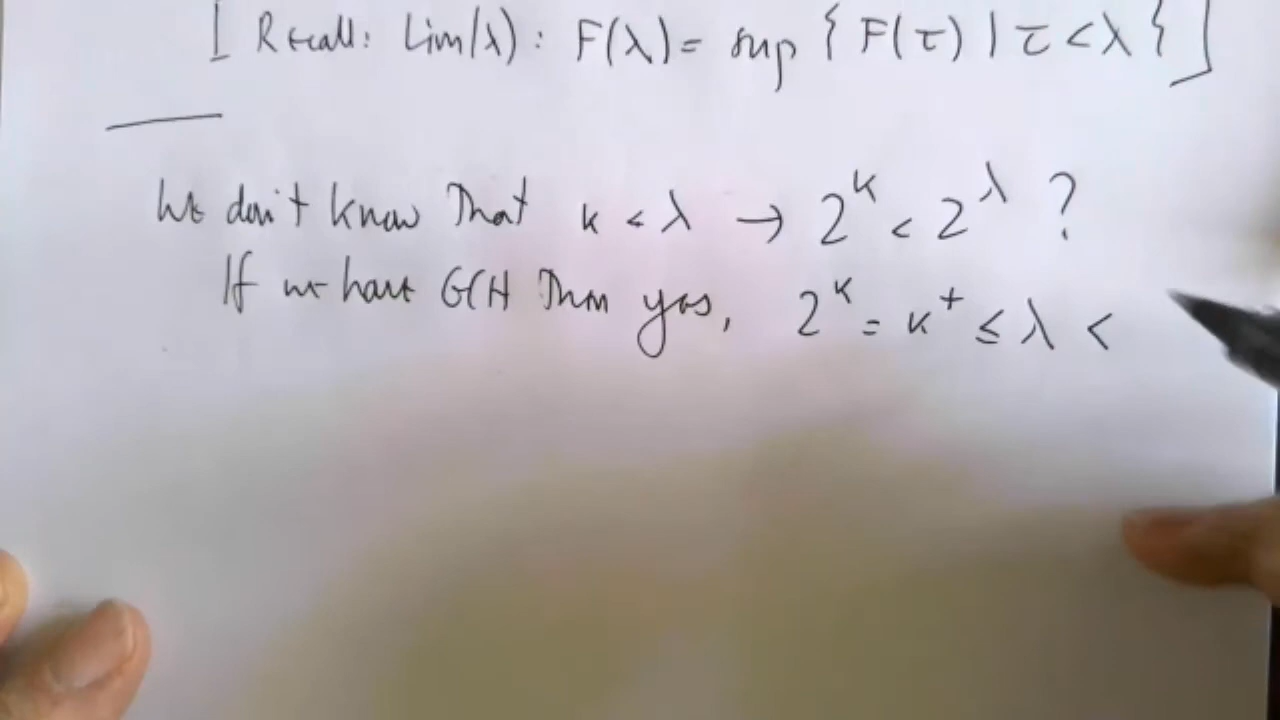 [ Recall: Lim(λ): F(λ) = sup { F(τ) | τ < λ } ]
We don't know that κ < λ → 2^κ < 2^λ ?
If we have GCH Then yes, 2^κ = κ^+ ≤ λ <